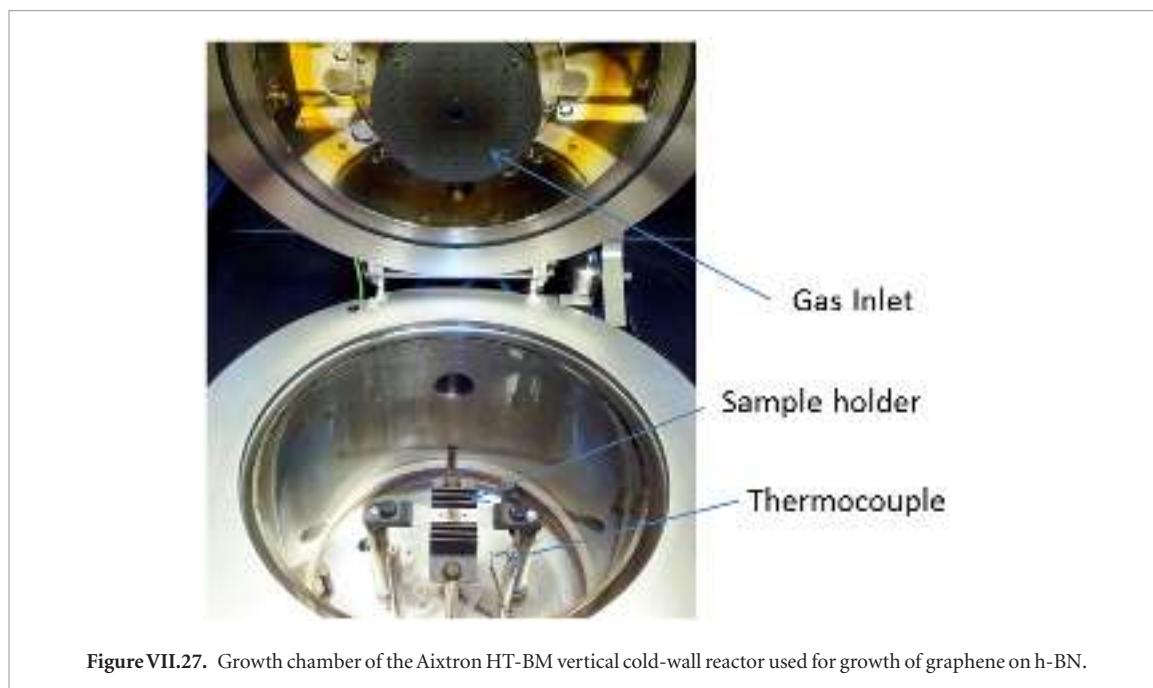 Gas Inlet
Sample holder
Thermocouple
Figure VII.27. Growth chamber of the Aixtron HT-BM vertical cold-wall reactor used for growth of graphene on h-BN.